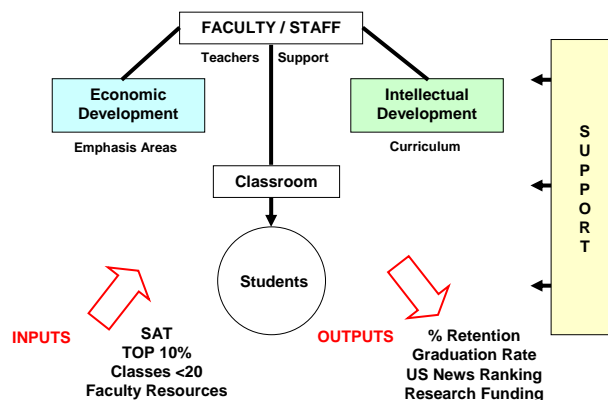 FACULTY / STAFF
Teachers Support
Economic
Development
Intellectual
Development
Emphasis Areas
Curriculum
S
U
P
P
O
R
T
Classroom
Students
INPUTS
SAT
TOP 10%
Classes <20
Faculty Resources
OUTPUTS
% Retention
Graduation Rate
US News Ranking
Research Funding